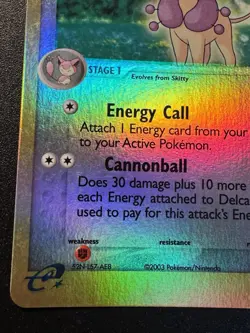 STAGE 1
Evolves from Skitty
Energy Call
Attach 1 Energy card from your
to your Active Pokémon.
Cannonball
Does 30 damage plus 10 more
each Energy attached to Delca
used to pay for this attack's Ene
weakness
resistance
©2003 Pokémon/Nintendo
e